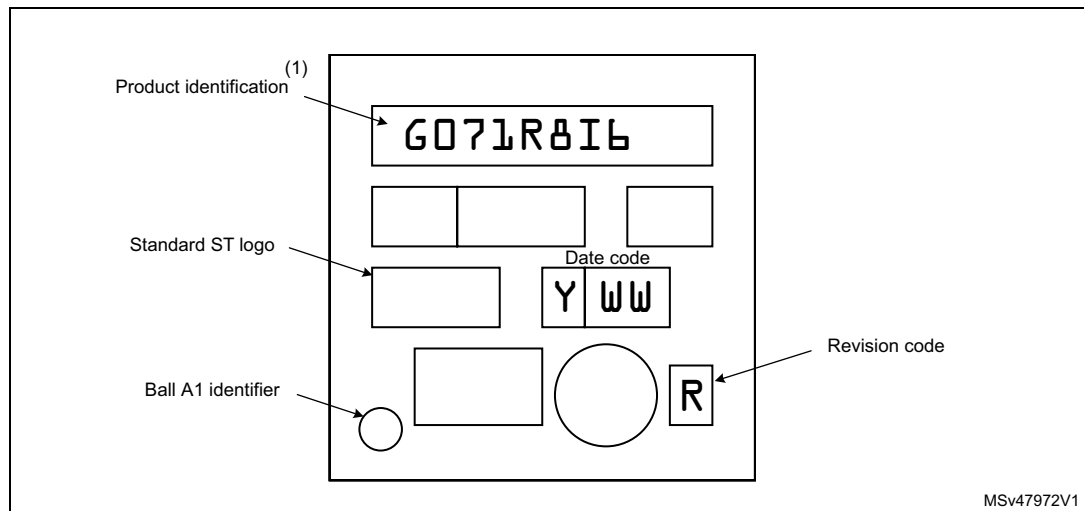 (1)
Product identification
G071R8I6
Standard ST logo
Date code
Y WW
Revision code
R
Ball A1 identifier
MSv47972V1